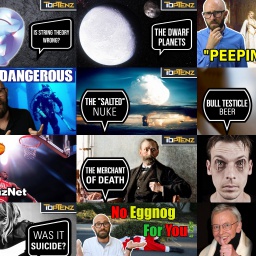 TOPTENZ
IS STRING THEORY
WRONG?
TOPTENZ
THE DWARF
PLANETS
"PEEPIN
DANGEROUS
TOPTENZ
THE "SALTED"
NUKE
BULL TESTICLE
BEER
nzNet
TOPTENZ
THE MERCHANT
OF DEATH
TOPTENZ
WAS IT
SUICIDE?
No Eggnog
For You